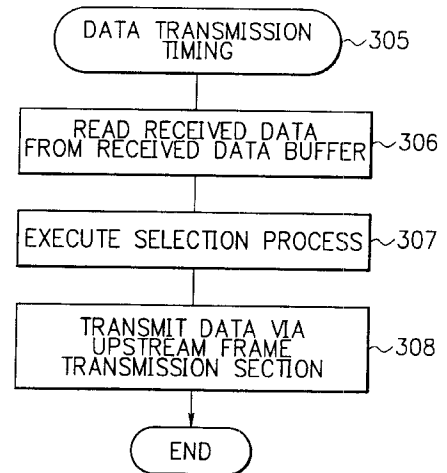 DATA TRANSMISSION
TIMING
305
READ RECEIVED DATA
FROM RECEIVED DATA BUFFER
306
EXECUTE SELECTION PROCESS
307
TRANSMIT DATA VIA
UPSTREAM FRAME
TRANSMISSION SECTION
308
END